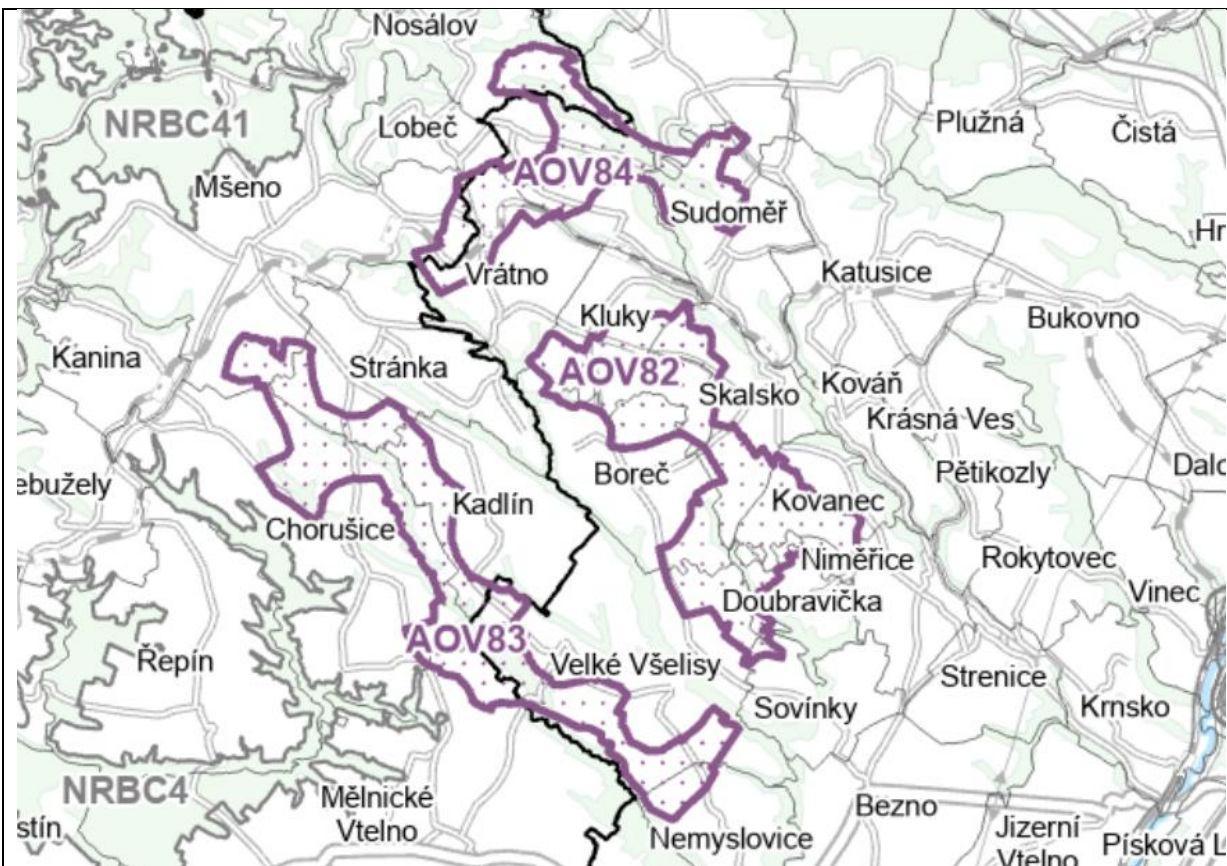 Nosálov
NRBC41
Lobeč
Plužná
Čistá
Mšeno
AOV84
Sudoměř
Hr
Vrátno
Katusice
Kluky
Bukovno
Kanina
Stránka
AOV82
Skalsko
Kováň
Krásná Ves
ebužely
Boreč
Pětikozly
Dalo
Kadlín
Kovanec
Chorušice
Niměřice
Rokytovec
Vinec
Doubravička
AOV83
Řepín
Velké Všelisy
Strenice
Sovínky
Krnsko
NRBC4
Mělnické
Vtelno
stín
Bezno
Nemyslovice
Jizerní
Vtelno
Písková L